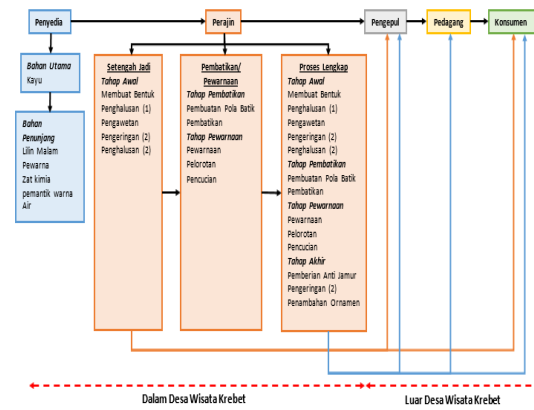 Penyedia
Perajin
Pengepul
Pedagang
Konsumen
Bahan Utama
Kayu
Bahan
Penunjang
Lilin Malam
Pewarna
Zat kimia
pemantik warna
Air
Setengah Jadi
Tahap Awal
Membuat Bentuk
Penghalusan (1)
Pengawetan
Pengeringan (2)
Penghalusan (2)
Pembatikan/
Pewarnaan
Tahap Pembatikan
Pembuatan Pola Batik
Pembatikan
Tahap Pewarnaan
Pewarnaan
Pelorotan
Pencucian
Proses Lengkap
Tahap Awal
Membuat Bentuk
Penghalusan (1)
Pengawetan
Pengeringan (2)
Penghalusan (2)
Tahap Pembatikan
Pembuatan Pola Batik
Pembatikan
Tahap Pewarnaan
Pewarnaan
Pelorotan
Pencucian
Tahap Akhir
Pemberian Anti Jamur
Pengeringan (2)
Penambahan Ornamen
Dalam Desa Wisata Krebet
Luar Desa Wisata Krebet